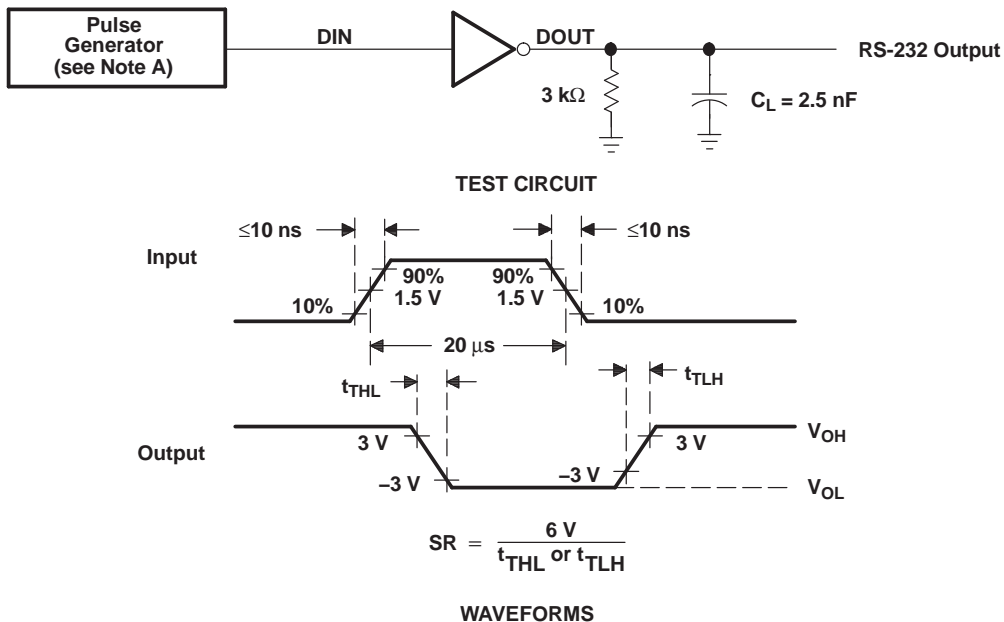 Pulse
Generator
(see Note A)
DIN
DOUT
RS-232 Output
3 kΩ
CL = 2.5 nF
TEST CIRCUIT
≤10 ns
≤10 ns
Input
90%
90%
1.5 V
1.5 V
10%
10%
20 μs
tTHL
tTLH
Output
3 V
3 V
VOH
–3 V
–3 V
VOL
SR = 6 V
tTHL or tTLH
WAVEFORMS